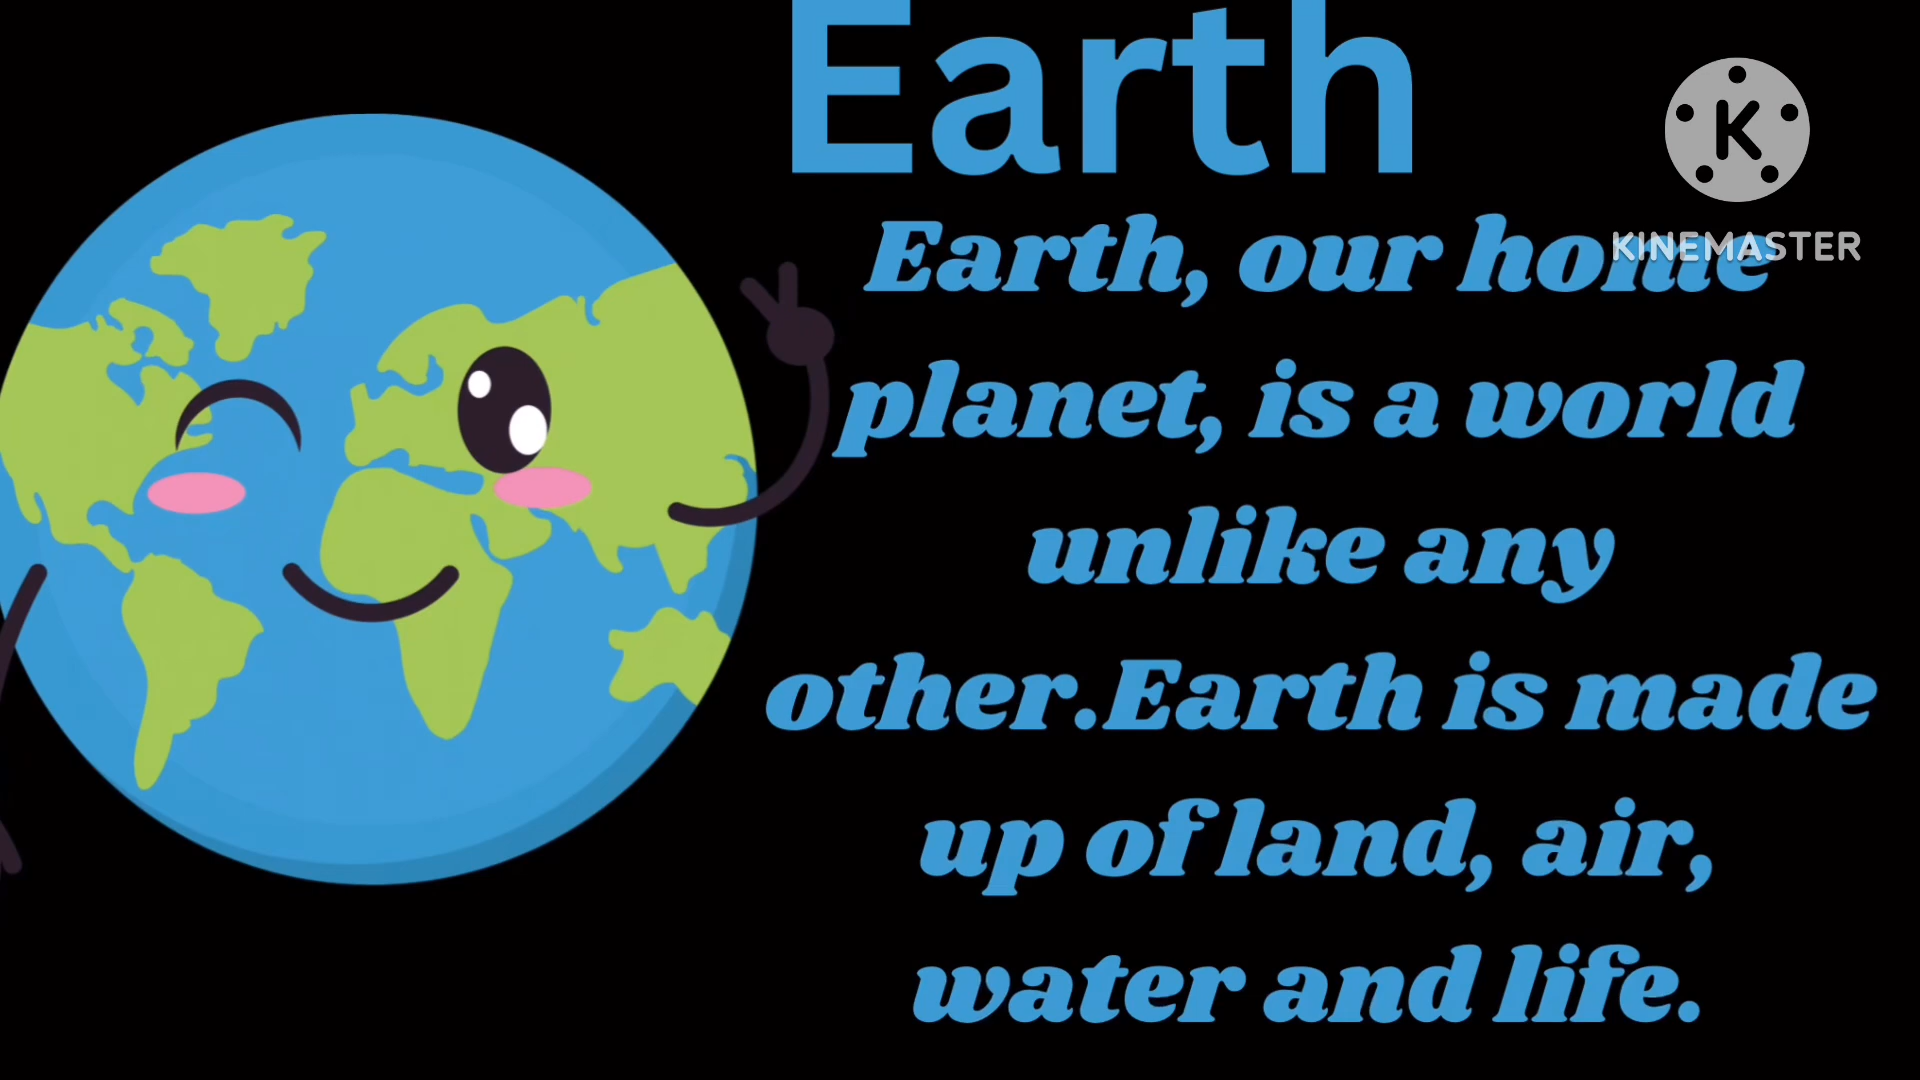 Earth
K
KINEMASTER
Earth, our home
planet, is a world
unlike any
other.Earth is made
up of land, air,
water and life.